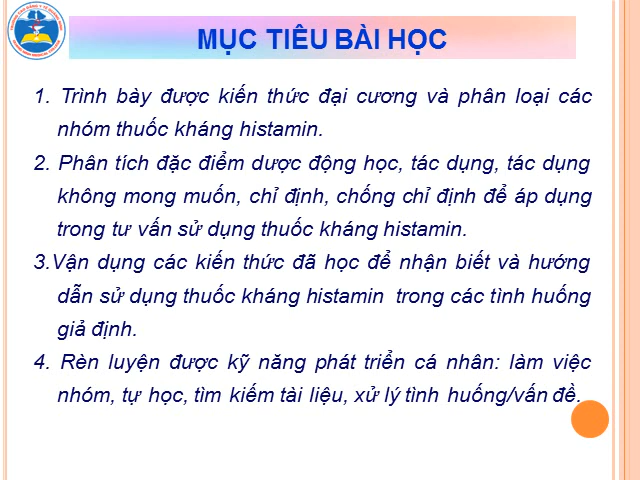 MỤC TIÊU BÀI HỌC
1. Trình bày được kiến thức đại cương và phân loại các
nhóm thuốc kháng histamin.
2. Phân tích đặc điểm dược động học, tác dụng, tác dụng
không mong muốn, chỉ định, chống chỉ định để áp dụng
trong tư vấn sử dụng thuốc kháng histamin.
3.Vận dụng các kiến thức đã học để nhận biết và hướng
dẫn sử dụng thuốc kháng histamin trong các tình huống
giả định.
4. Rèn luyện được kỹ năng phát triển cá nhân: làm việc
nhóm, tự học, tìm kiếm tài liệu, xử lý tình huống/vấn đề.